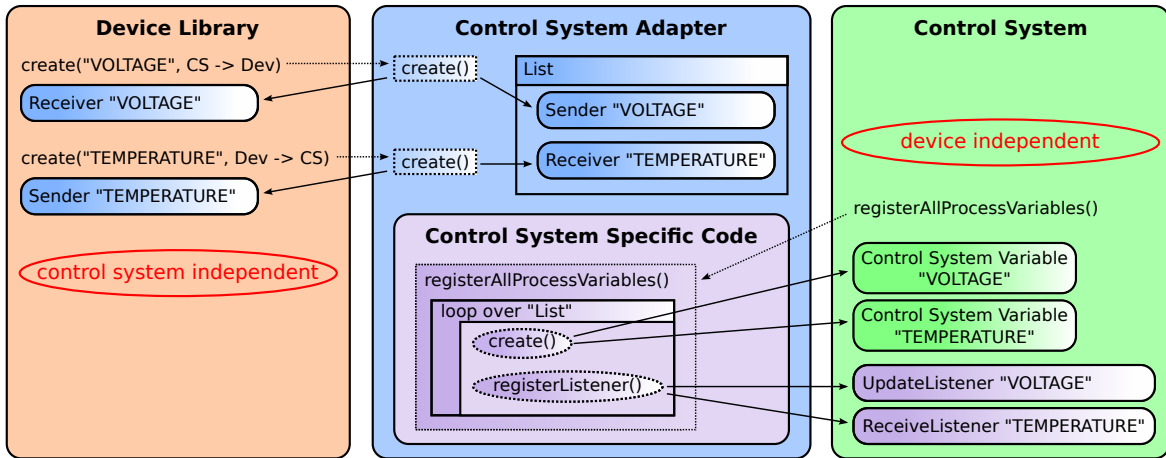 Device Library
create("VOLTAGE", CS -> Dev)
Receiver "VOLTAGE"
create("TEMPERATURE", Dev -> CS)
Sender "TEMPERATURE"
control system independent
Control System Adapter
create()
create()
List
Sender "VOLTAGE"
Receiver "TEMPERATURE"
Control System Specific Code
registerAllProcessVariables()
loop over "List"
create()
registerListener()
Control System
device independent
registerAllProcessVariables()
Control System Variable
"VOLTAGE"
Control System Variable
"TEMPERATURE"
UpdateListener "VOLTAGE"
ReceiveListener "TEMPERATURE"